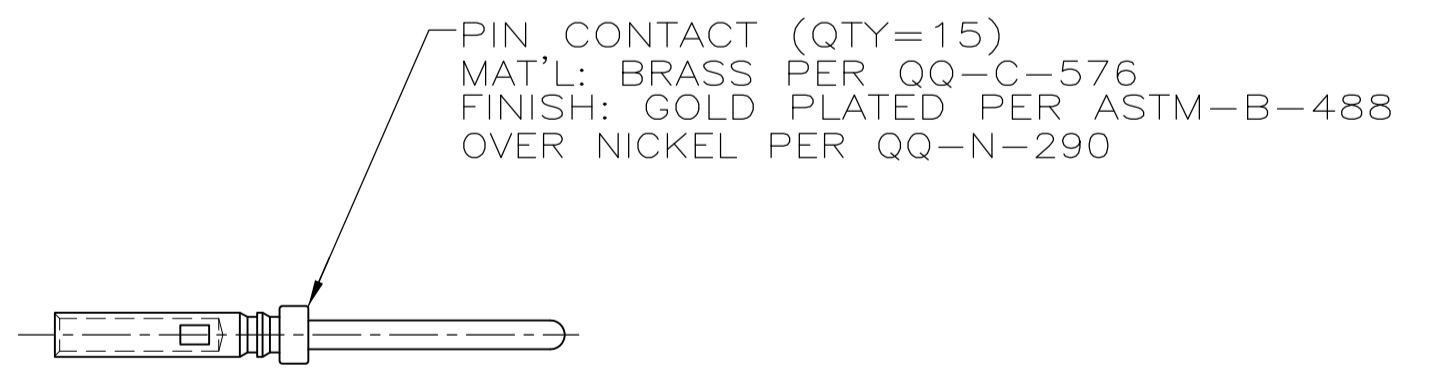 PIN CONTACT (QTY=15)
MAT'L: BRASS PER QQ-C-576
FINISH: GOLD PLATED PER ASTM-B-488
OVER NICKEL PER QQ-N-290